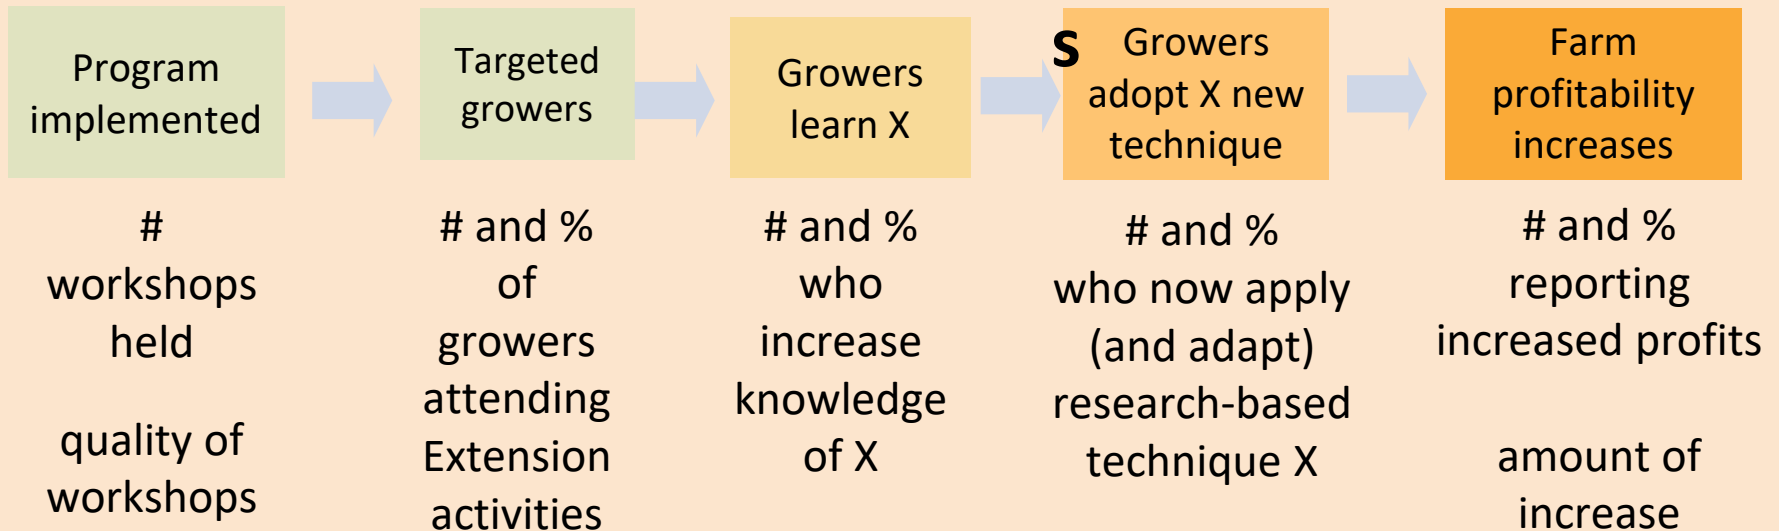 Program
implemented
Targeted
growers
Growers
learn X
s
Growers
adopt X new
technique
Farm
profitability
increases
#
workshops
held
quality of
workshops
# and %
of
growers
attending
Extension
activities
# and %
who
increase
knowledge
of X
# and %
who now apply
(and adapt)
research-based
technique X
# and %
reporting
increased profits
amount of
increase